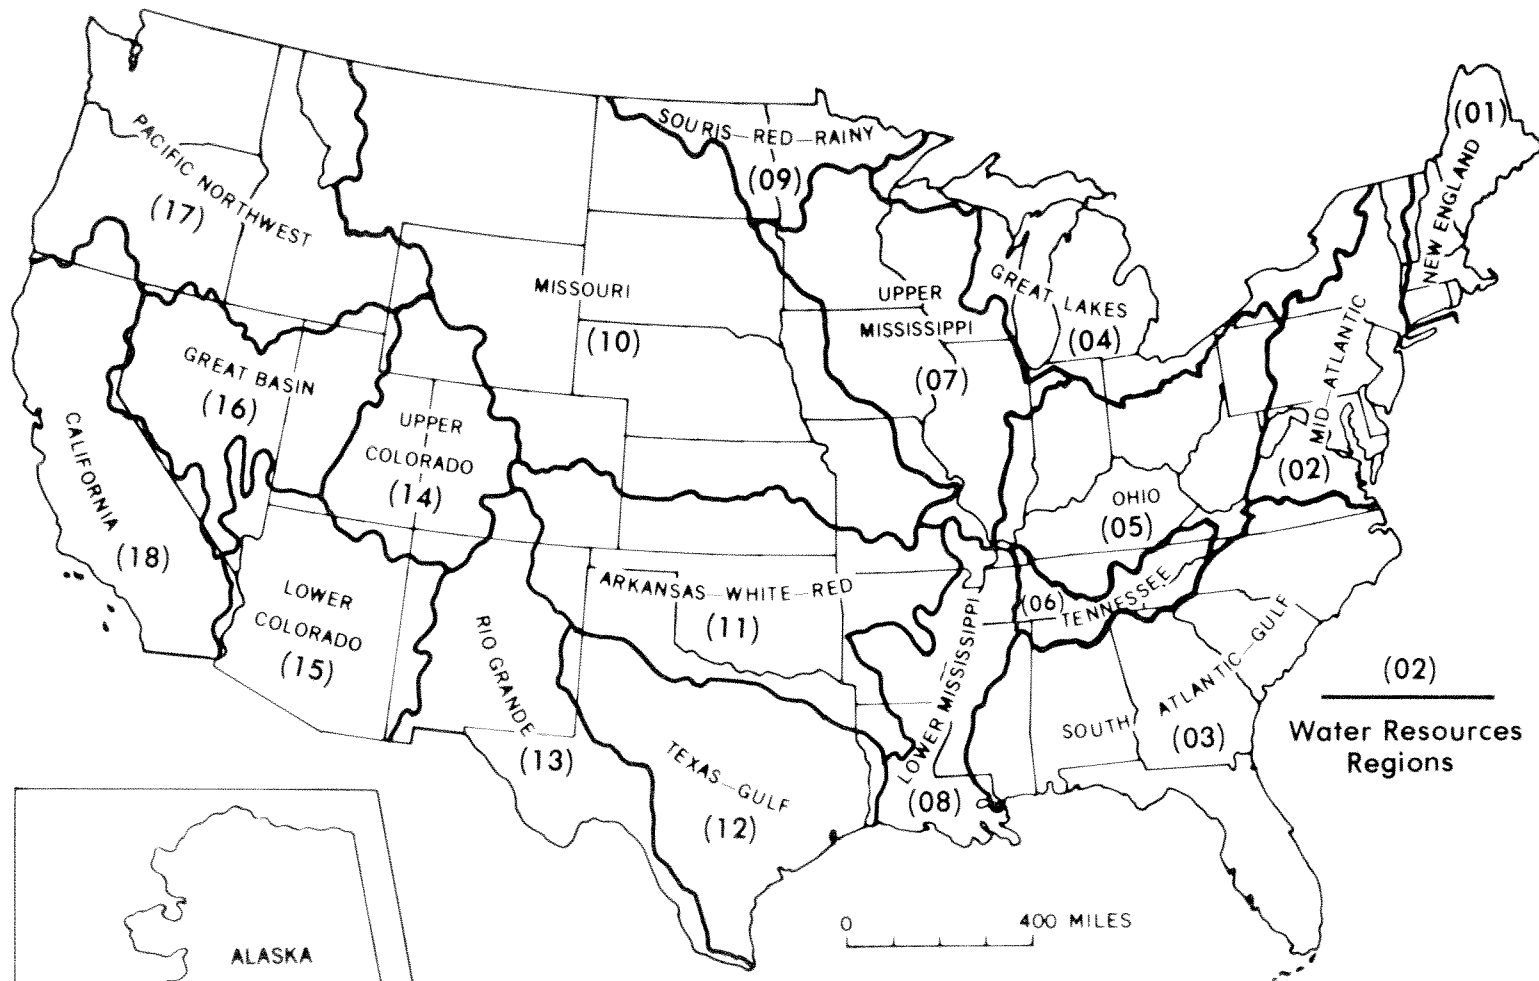 PACIFIC NORTHWEST
(17)
SOURIS–RED–RAINY
(09)
(01)
NEW ENGLAND
MISSOURI
(10)
UPPER
MISSISSIPPI
(07)
GREAT LAKES
(04)
MID–ATLANTIC
(02)
GREAT BASIN
(16)
CALIFORNIA
(18)
UPPER
COLORADO
(14)
OHIO
(05)
LOWER
COLORADO
(15)
RIO GRANDE
(13)
ARKANSAS–WHITE–RED
(11)
(06)
TENNESSEE
LOWER MISSISSIPPI
(08)
SOUTH ATLANTIC–GULF
(03)
TEXAS–GULF
(12)
(02)
Water Resources
Regions
0 400 MILES
ALASKA